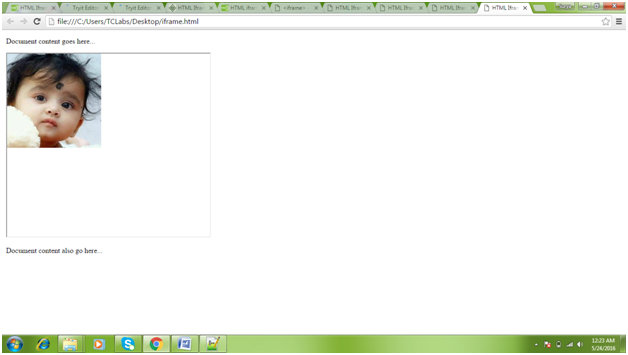 HTML Ifra Tryit Editor Tryit Editor HTML Ifra HTML ifra <iframe> HTML Ifra HTML Ifra HTML Ifra HTML Ifra
file:///C:/Users/TCLabs/Desktop/iframe.html
Document content goes here...
Document content also go here...
12:23 AM
5/24/2016